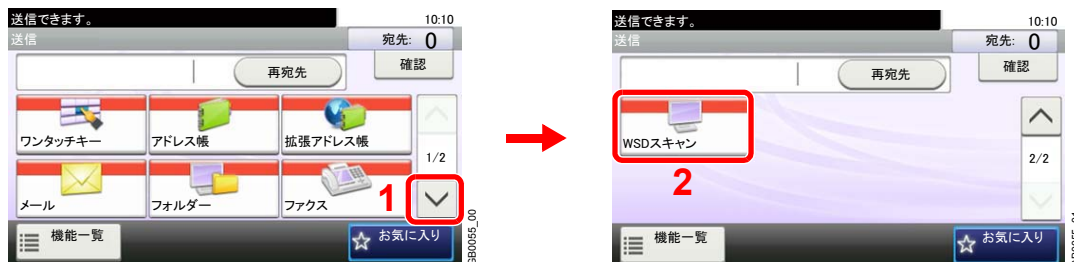 送信できます。 10:10
送信 宛先: 0
再宛先 確認
ワンタッチキー アドレス帳 拡張アドレス帳
1/2
メール フォルダー ファクス 1
機能一覧 お気に入り
GB0055_00
送信できます。 10:10
送信 宛先: 0
再宛先 確認
WSDスキャン
2/2
2
機能一覧 お気に入り